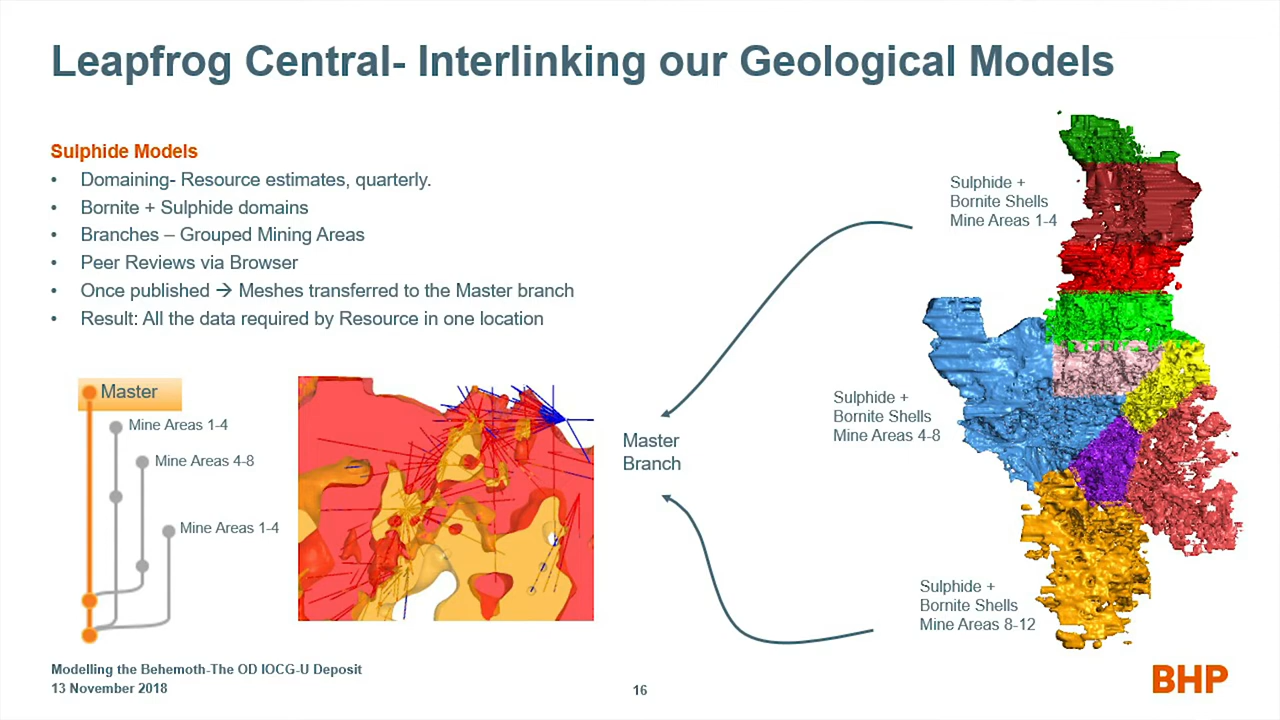 Leapfrog Central- Interlinking our Geological Models
Sulphide Models
• Domaining- Resource estimates, quarterly.
• Bornite + Sulphide domains
• Branches – Grouped Mining Areas
• Peer Reviews via Browser
• Once published → Meshes transferred to the Master branch
• Result: All the data required by Resource in one location
Master
Mine Areas 1-4
Mine Areas 4-8
Mine Areas 1-4
Master
Branch
Sulphide +
Bornite Shells
Mine Areas 1-4
Sulphide +
Bornite Shells
Mine Areas 4-8
Sulphide +
Bornite Shells
Mine Areas 8-12
Modelling the Behemoth-The OD IOCG-U Deposit
13 November 2018
16
BHP